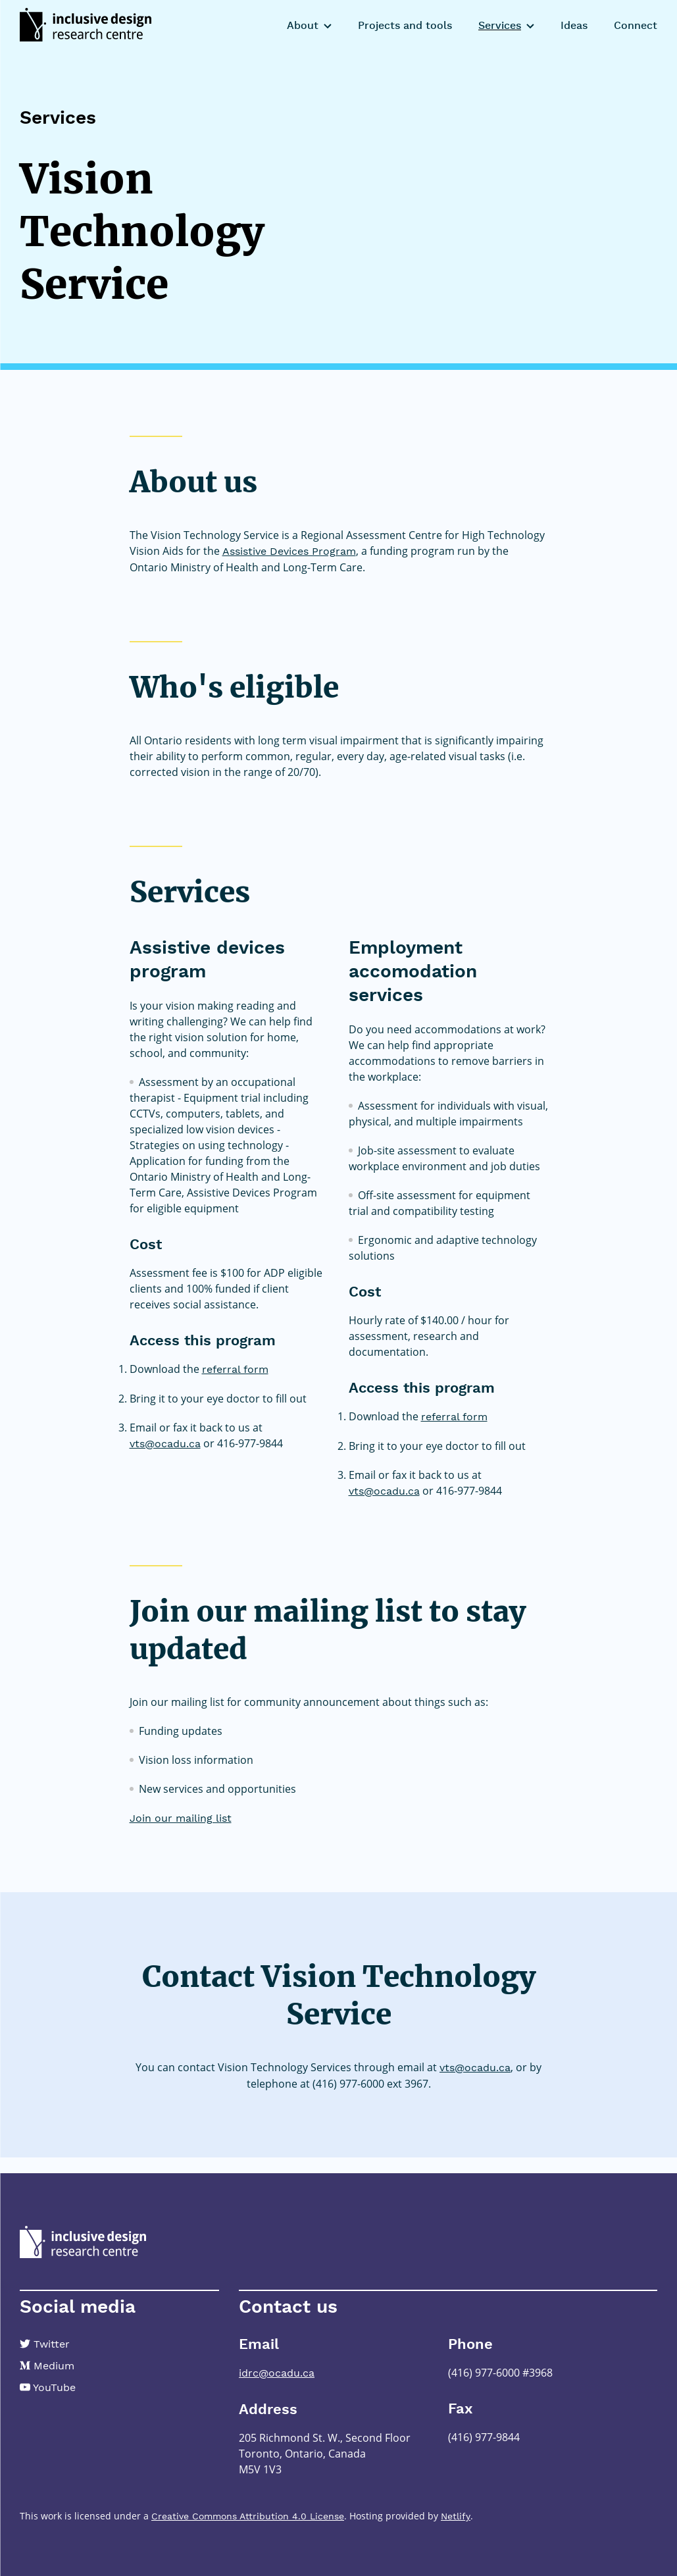 inclusive design
research centre
About
Projects and tools
Services
Ideas
Connect
Services
Vision
Technology
Service
About us
The Vision Technology Service is a Regional Assessment Centre for High Technology
Vision Aids for the Assistive Devices Program, a funding program run by the
Ontario Ministry of Health and Long-Term Care.
Who's eligible
All Ontario residents with long term visual impairment that is significantly impairing
their ability to perform common, regular, every day, age-related visual tasks (i.e.
corrected vision in the range of 20/70).
Services
Assistive devices
program
Is your vision making reading and
writing challenging? We can help find
the right vision solution for home,
school, and community:
Assessment by an occupational
therapist - Equipment trial including
CCTVs, computers, tablets, and
specialized low vision devices -
Strategies on using technology -
Application for funding from the
Ontario Ministry of Health and Long-
Term Care, Assistive Devices Program
for eligible equipment
Cost
Assessment fee is $100 for ADP eligible
clients and 100% funded if client
receives social assistance.
Access this program
1. Download the referral form
2. Bring it to your eye doctor to fill out
3. Email or fax it back to us at
vts@ocadu.ca or 416-977-9844
Employment
accomodation
services
Do you need accommodations at work?
We can help find appropriate
accommodations to remove barriers in
the workplace:
Assessment for individuals with visual,
physical, and multiple impairments
Job-site assessment to evaluate
workplace environment and job duties
Off-site assessment for equipment
trial and compatibility testing
Ergonomic and adaptive technology
solutions
Cost
Hourly rate of $140.00 / hour for
assessment, research and
documentation.
Access this program
1. Download the referral form
2. Bring it to your eye doctor to fill out
3. Email or fax it back to us at
vts@ocadu.ca or 416-977-9844
Join our mailing list to stay
updated
Join our mailing list for community announcement about things such as:
Funding updates
Vision loss information
New services and opportunities
Join our mailing list
Contact Vision Technology
Service
You can contact Vision Technology Services through email at vts@ocadu.ca, or by
telephone at (416) 977-6000 ext 3967.
inclusive design
research centre
Social media
Twitter
Medium
YouTube
Contact us
Email
idrc@ocadu.ca
Address
205 Richmond St. W., Second Floor
Toronto, Ontario, Canada
M5V 1V3
Phone
(416) 977-6000 #3968
Fax
(416) 977-9844
This work is licensed under a Creative Commons Attribution 4.0 License. Hosting provided by Netlify.